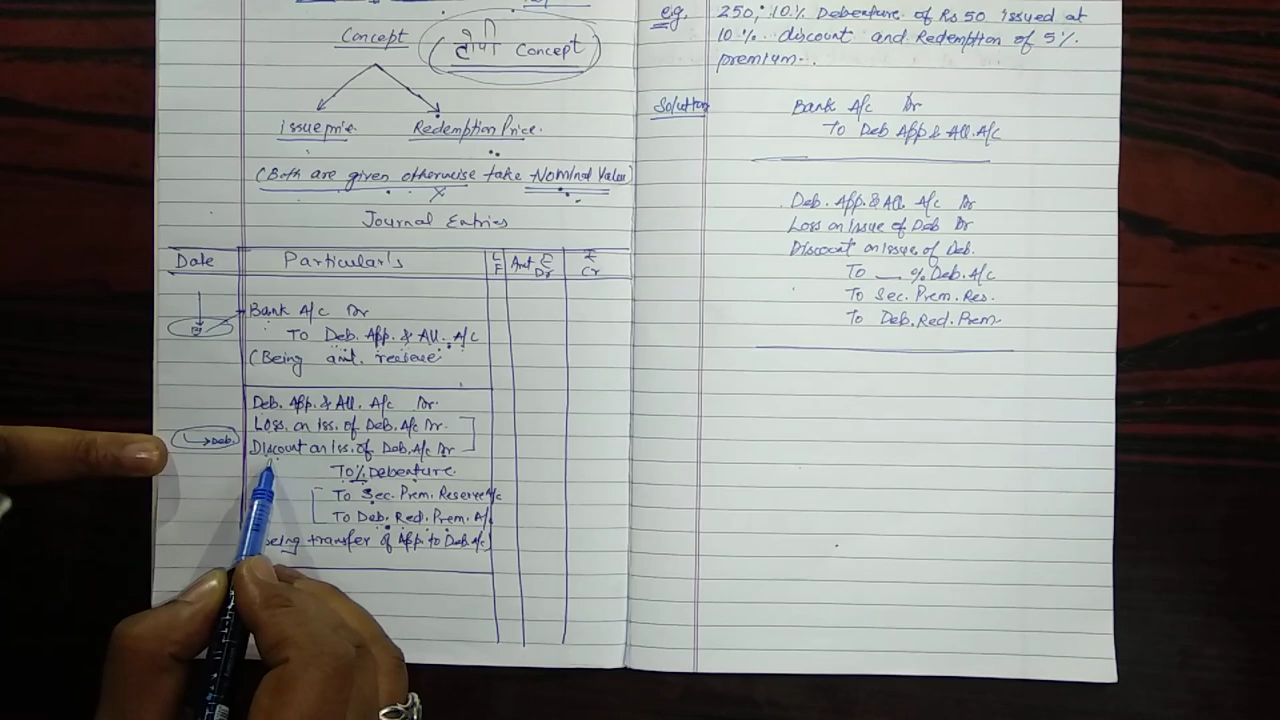 Concept
Concept
Issue pric.
Redemption Price.
(Both are given otherwise take Nominal Value)
Journal Entries
Date
Particular's
L
F
Amt ₹
Dr
₹
Cr
Bank A/c Dr
To Deb. App. & All. A/c
(Being amt. receive
Deb. App. & All. A/c Dr.
Loss. on iss. of Deb. A/c Dr.
Discount on Iss. of Deb. A/c Dr
↳Deb.
To % Debenture.
To Sec. Prem. Reserve A/c
To Deb. Red. Prem. A/c
being transfer of App. to Deb. A/c)
e.g. 250, 10% Debenture of Rs 50 issued at
10% discount and Redemption of 5%
premium..
Solution
Bank A/c Dr
To Deb App & All. A/c
Deb. App. & All. A/c Dr
Loss on Issue of Deb Dr
Discount on Issue of Deb.
To __ % Deb. A/c
To Sec. Prem. Res.
To Deb. Red. Prem.